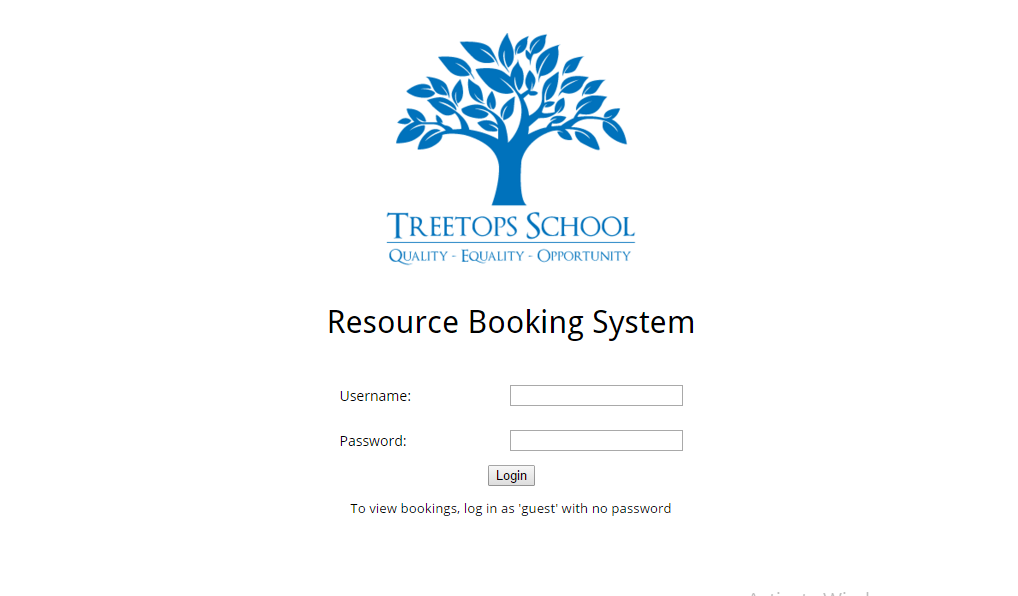 TREETOPS SCHOOL
QUALITY - EQUALITY - OPPORTUNITY
Resource Booking System
Username:
Password:
Login
To view bookings, log in as 'guest' with no password